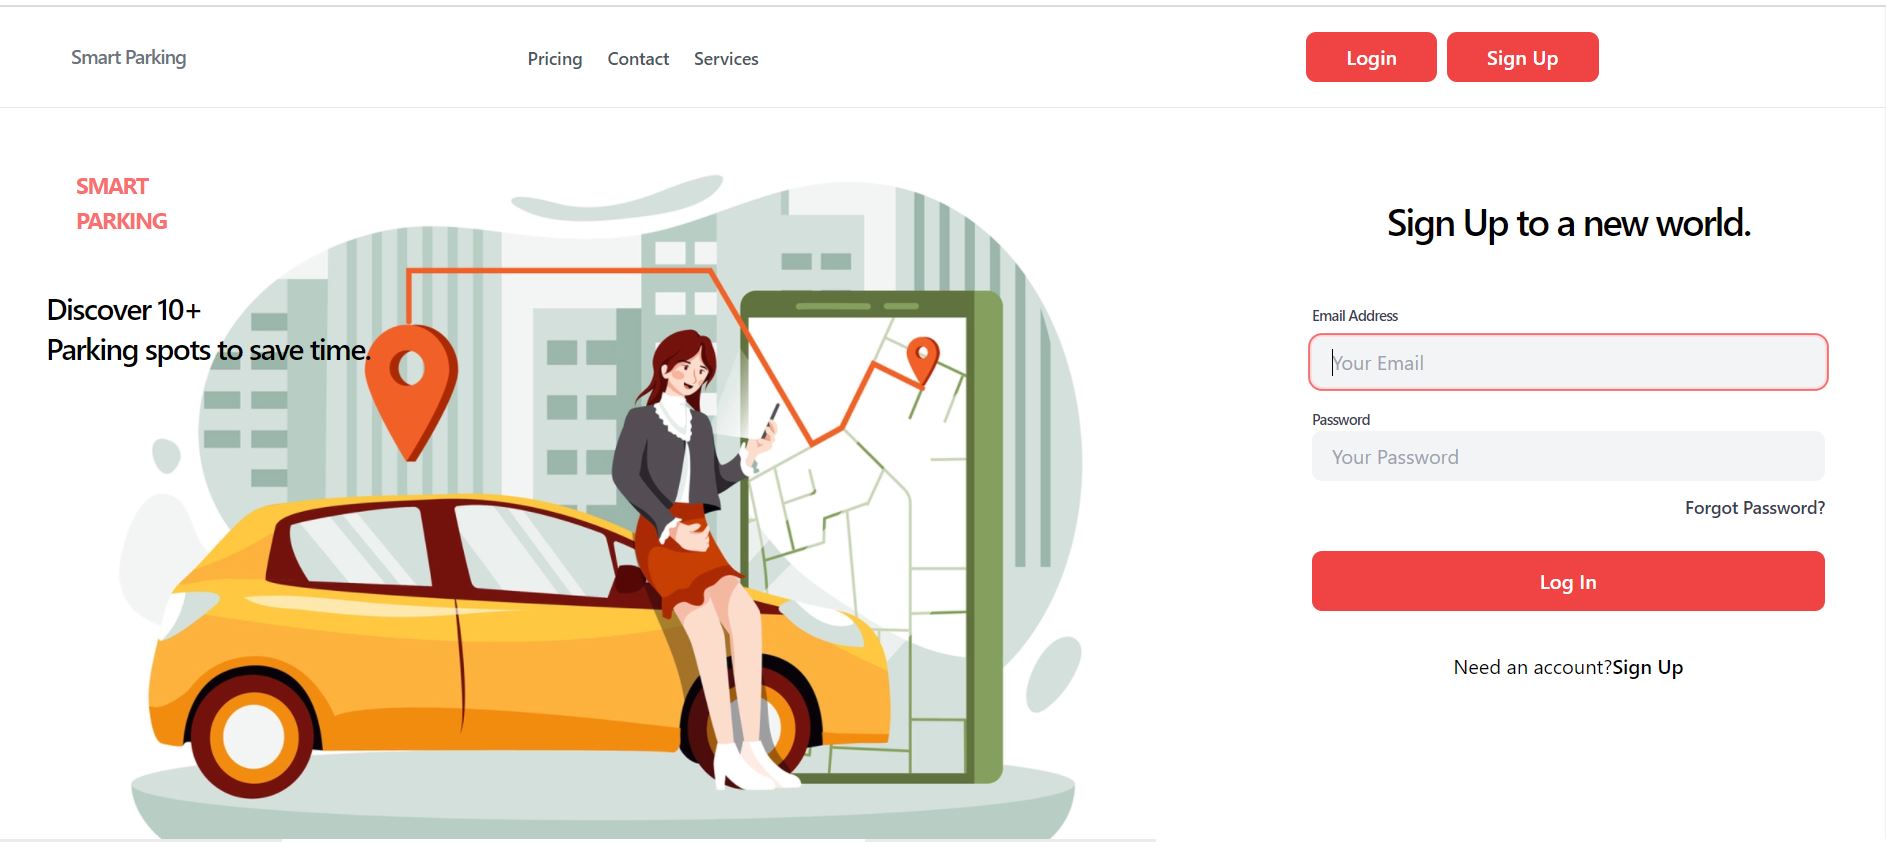 Smart Parking
Pricing Contact Services
Login Sign Up
SMART
PARKING
Discover 10+
Parking spots to save time.
Sign Up to a new world.
Email Address
Your Email
Password
Your Password
Forgot Password?
Log In
Need an account?Sign Up